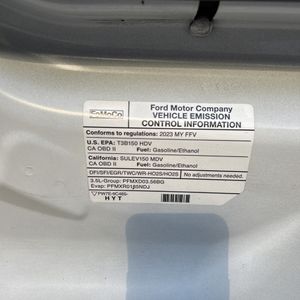 FoMoCo
Ford Motor Company
VEHICLE EMISSION
CONTROL INFORMATION
Conforms to regulations: 2023 MY FFV
U.S. EPA: T3B150 HDV
CA OBD II Fuel: Gasoline/Ethanol
California: SULEV150 MDV
CA OBD II Fuel: Gasoline/Ethanol
DFI/SFI/EGR/TWC/WR-HO2S/HO2S No adjustments needed.
3.5L-Group: PFMXD03.56BG
Evap:
HYT